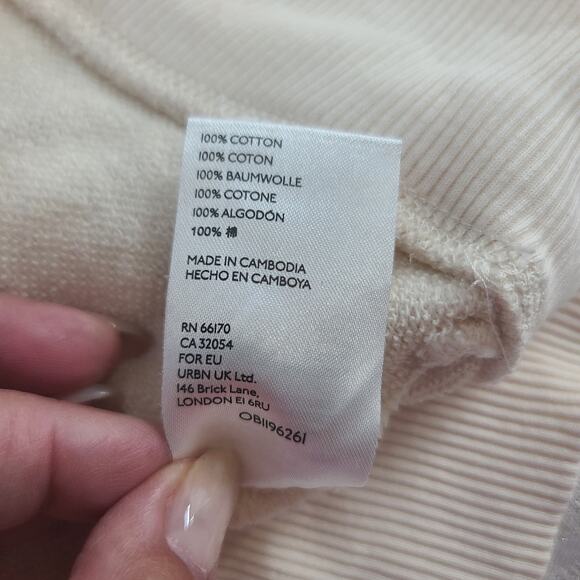 100% COTTON
100% COTON
100% BAUMWOLLE
100% COTONE
100% ALGODÓN
100% 棉
MADE IN CAMBODIA
HECHO EN CAMBOYA
RN 66170
CA 32054
FOR EU
URBN UK Ltd.
146 Brick Lane,
LONDON E1 6RU
OB1196261